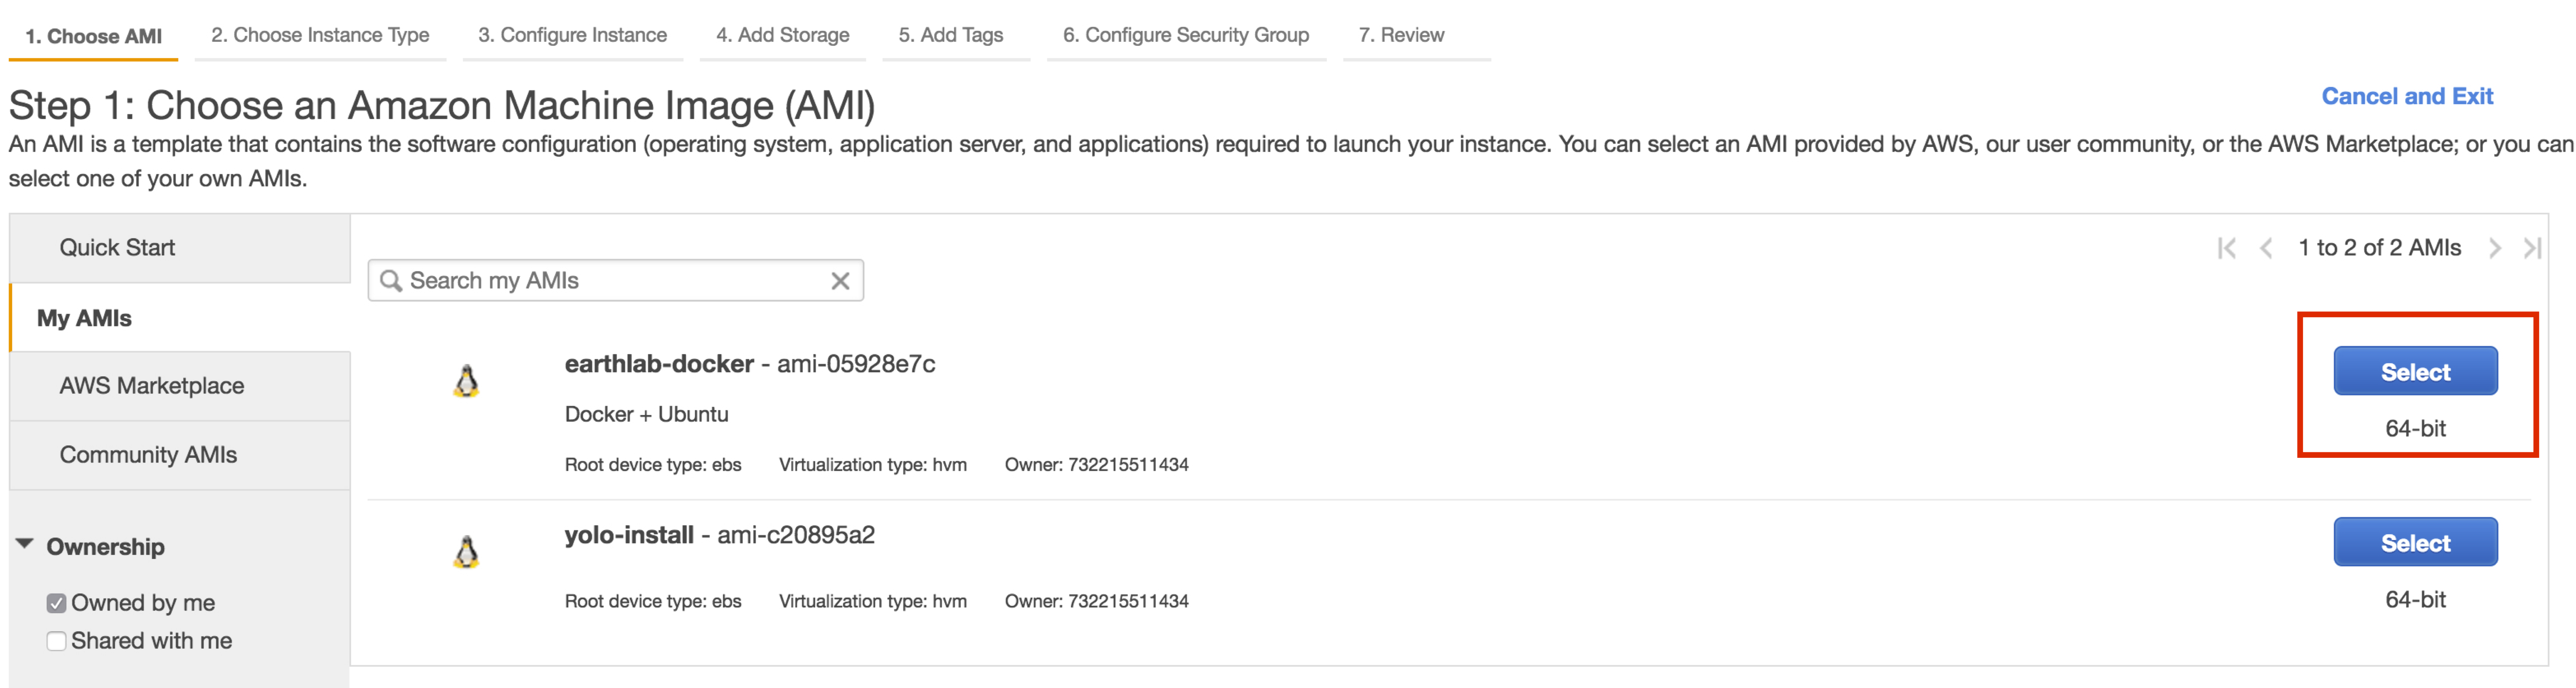 1. Choose AMI
2. Choose Instance Type
3. Configure Instance
4. Add Storage
5. Add Tags
6. Configure Security Group
7. Review
Step 1: Choose an Amazon Machine Image (AMI)
Cancel and Exit
An AMI is a template that contains the software configuration (operating system, application server, and applications) required to launch your instance. You can select an AMI provided by AWS, our user community, or the AWS Marketplace; or you can
select one of your own AMIs.
Quick Start
My AMIs
AWS Marketplace
Community AMIs
Ownership
Owned by me
Shared with me
Search my AMIs
1 to 2 of 2 AMIs
earthlab-docker - ami-05928e7c
Docker + Ubuntu
Root device type: ebs Virtualization type: hvm Owner: 732215511434
Select
64-bit
yolo-install - ami-c20895a2
Root device type: ebs Virtualization type: hvm Owner: 732215511434
Select
64-bit